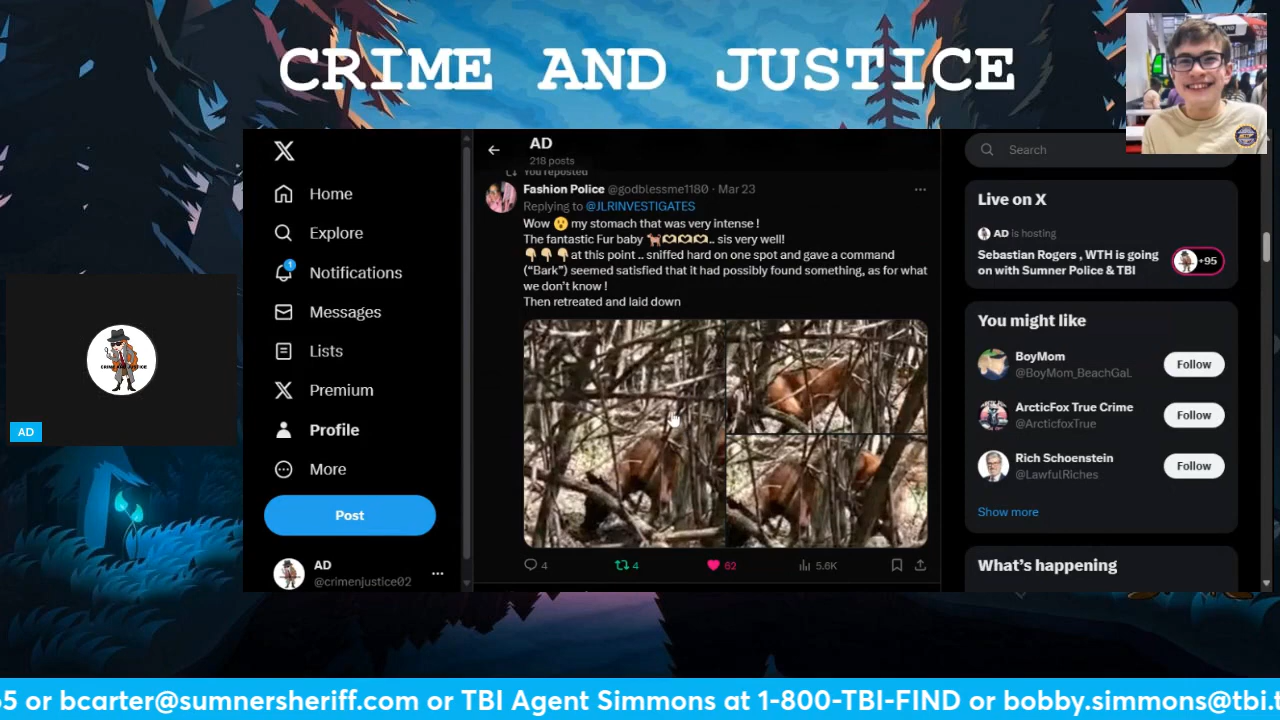 CRIME AND JUSTICE
AD
218 posts
You reposted
Fashion Police @godblessme1180 · Mar 23
Replying to @JLRINVESTIGATES
Wow 😮 my stomach that was very intense !
The fantastic Fur baby 🐕🫶🫶🫶.. sis very well!
👇👇👇at this point .. sniffed hard on one spot and gave a command
(“Bark”) seemed satisfied that it had possibly found something, as for what
we don’t know !
Then retreated and laid down
4
4
62
5.6K
Home
Explore
1
Notifications
Messages
Lists
Premium
Profile
More
Post
AD
@crimenjustice02
Search
Live on X
AD is hosting
Sebastian Rogers , WTH is going
on with Sumner Police & TBI
+95
You might like
BoyMom
@BoyMom_BeachGaL
Follow
ArcticFox True Crime
@ArcticfoxTrue
Follow
Rich Schoenstein
@LawfulRiches
Follow
Show more
What’s happening
CRIME AND JUSTICE
AD
5 or bcarter@sumnersheriff.com or TBI Agent Simmons at 1-800-TBI-FIND or bobby.simmons@tbi.t